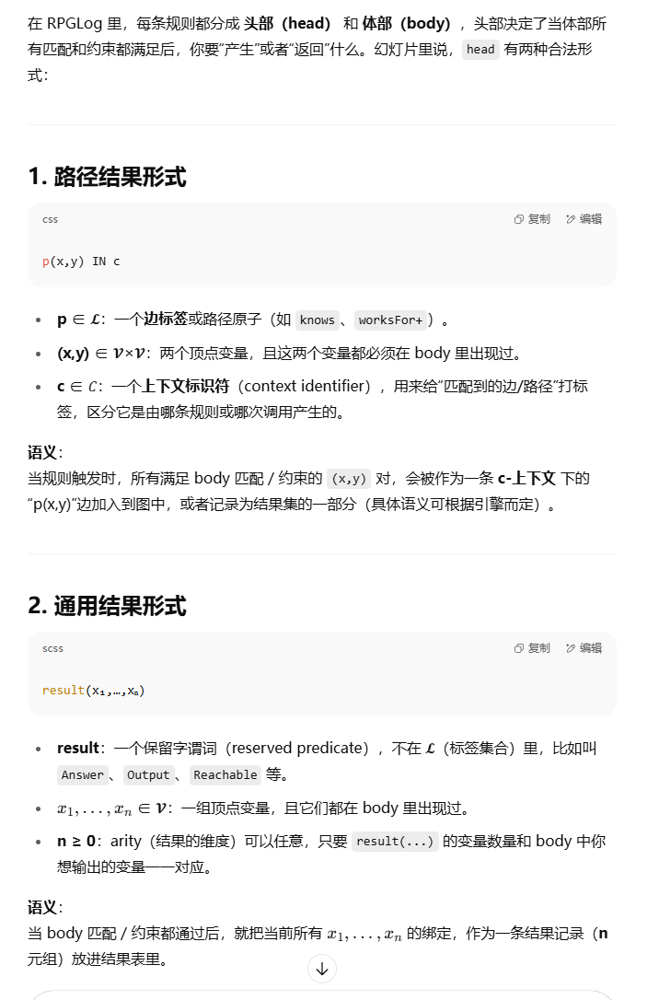 在 RPGLog 里，每条规则都分成 头部（head） 和 体部（body），头部决定了当体部所
有匹配和约束都满足后，你要“产生”或者“返回”什么。幻灯片里说，head 有两种合法形
式：
1. 路径结果形式
css
复制
编辑
p(x,y) IN c
• p ∈ 𝓛：一个边标签或路径原子（如 knows、worksFor+）。
• (x,y) ∈ 𝓥×𝓥：两个顶点变量，且这两个变量都必须在 body 里出现过。
• c ∈ 𝐶：一个上下文标识符（context identifier），用来给“匹配到的边/路径”打标
签，区分它是由哪条规则或哪次调用产生的。
语义：
当规则触发时，所有满足 body 匹配 / 约束的 (x,y) 对，会被作为一条 c-上下文 下的
“p(x,y)”边加入到图中，或者记录为结果集的一部分（具体语义可根据引擎而定）。
2. 通用结果形式
scss
复制
编辑
result(x₁,…,xₙ)
• result：一个保留字谓词（reserved predicate），不在 𝓛（标签集合）里，比如叫
Answer、Output、Reachable 等。
• x₁, . . . , xₙ ∈ 𝓥：一组顶点变量，且它们都在 body 里出现过。
• n ≥ 0：arity（结果的维度）可以任意，只要 result(...) 的变量数量和 body 中你
想输出的变量一一对应。
语义：
当 body 匹配 / 约束都通过后，就把当前所有 x₁, . . . , xₙ 的绑定，作为一条结果记录（n
元组）放进结果表里。